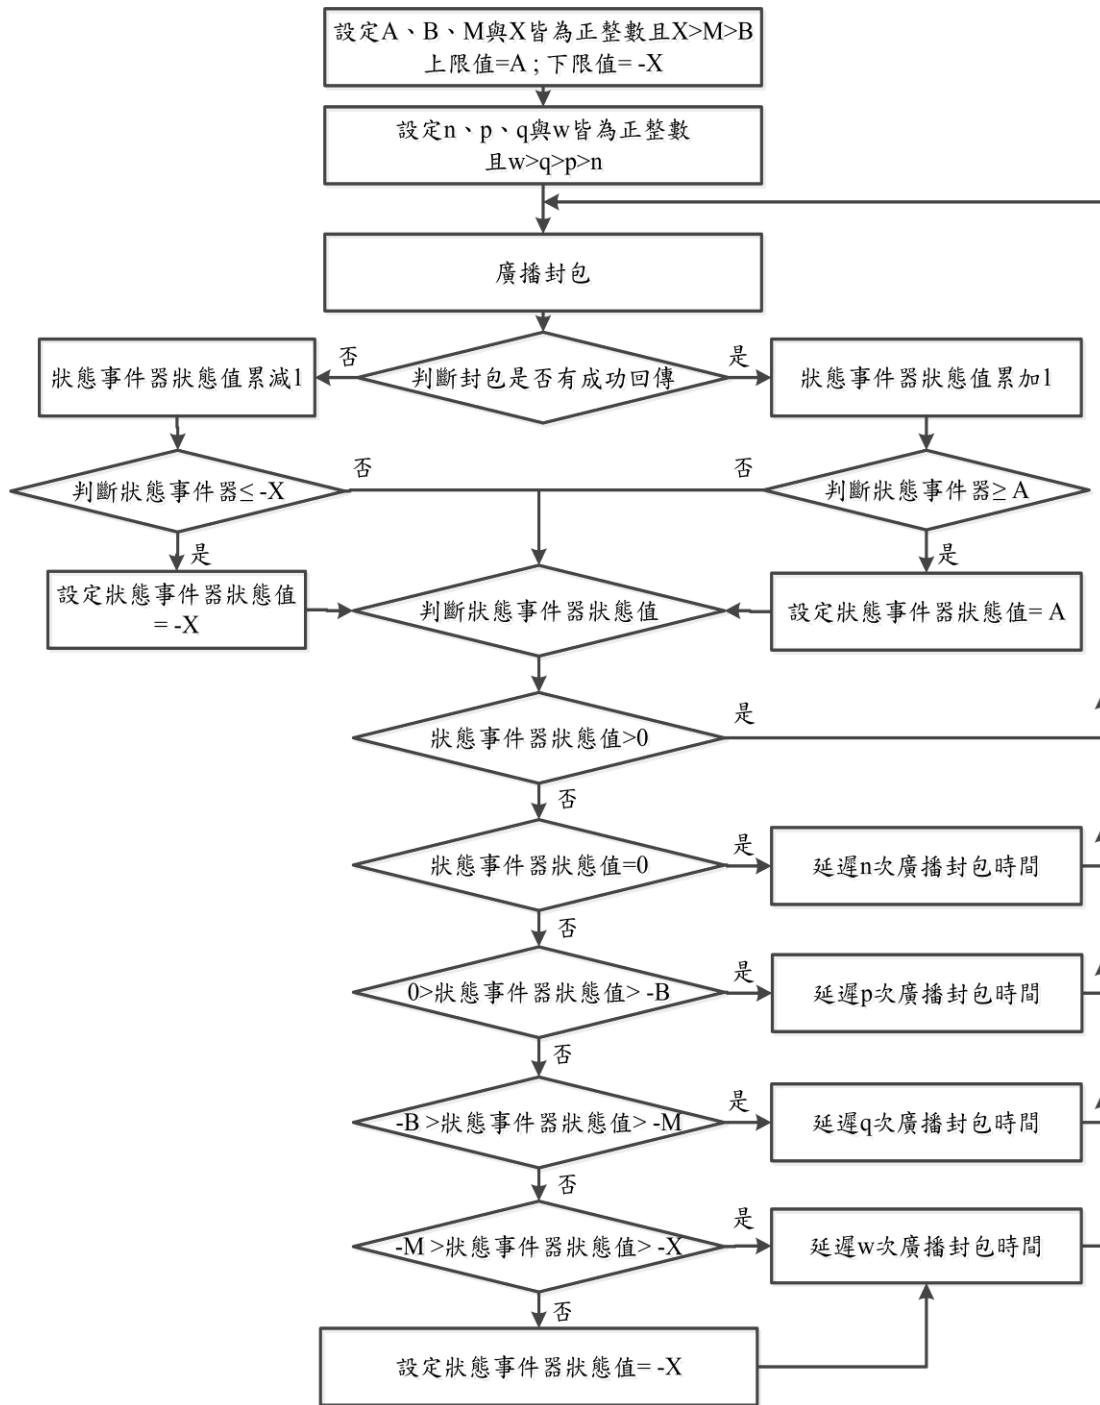 設定A、B、M與X皆為正整數且X>M>B
上限值=A ; 下限值= -X
設定n、p、q與w皆為正整數
且w>q>p>n
廣播封包
判斷封包是否有成功回傳
否
是
狀態事件器狀態值累減1
狀態事件器狀態值累加1
判斷狀態事件器≤ -X
否
否
判斷狀態事件器≥ A
是
是
設定狀態事件器狀態值
= -X
判斷狀態事件器狀態值
設定狀態事件器狀態值= A
狀態事件器狀態值>0
是
否
狀態事件器狀態值=0
是
延遲n次廣播封包時間
否
0>狀態事件器狀態值> -B
是
延遲p次廣播封包時間
否
-B >狀態事件器狀態值> -M
是
延遲q次廣播封包時間
否
-M >狀態事件器狀態值> -X
是
延遲w次廣播封包時間
否
設定狀態事件器狀態值= -X